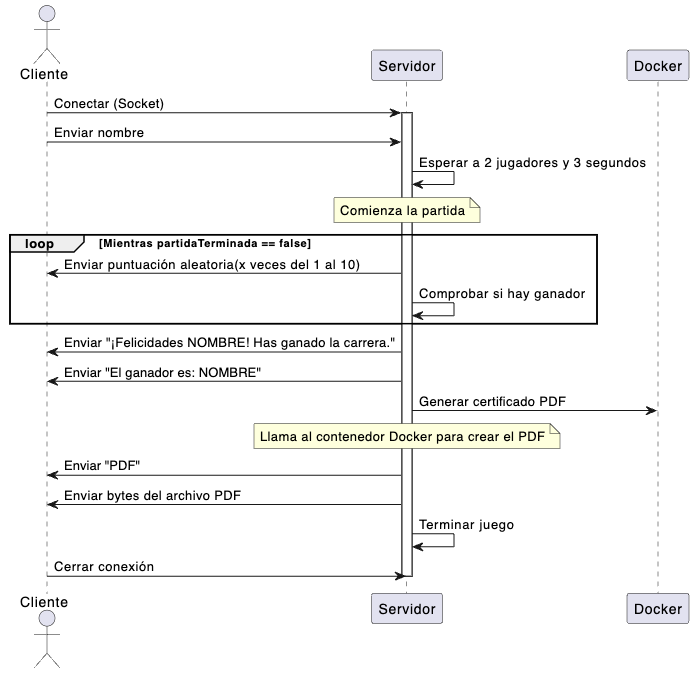 Cliente
Servidor
Docker
Conectar (Socket)
Enviar nombre
Esperar a 2 jugadores y 3 segundos
Comienza la partida
loop [Mientras partidaTerminada == false]
Enviar puntuación aleatoria(x veces del 1 al 10)
Comprobar si hay ganador
Enviar "¡Felicidades NOMBRE! Has ganado la carrera."
Enviar "El ganador es: NOMBRE"
Generar certificado PDF
Llama al contenedor Docker para crear el PDF
Enviar "PDF"
Enviar bytes del archivo PDF
Terminar juego
Cerrar conexión
Cliente
Servidor
Docker